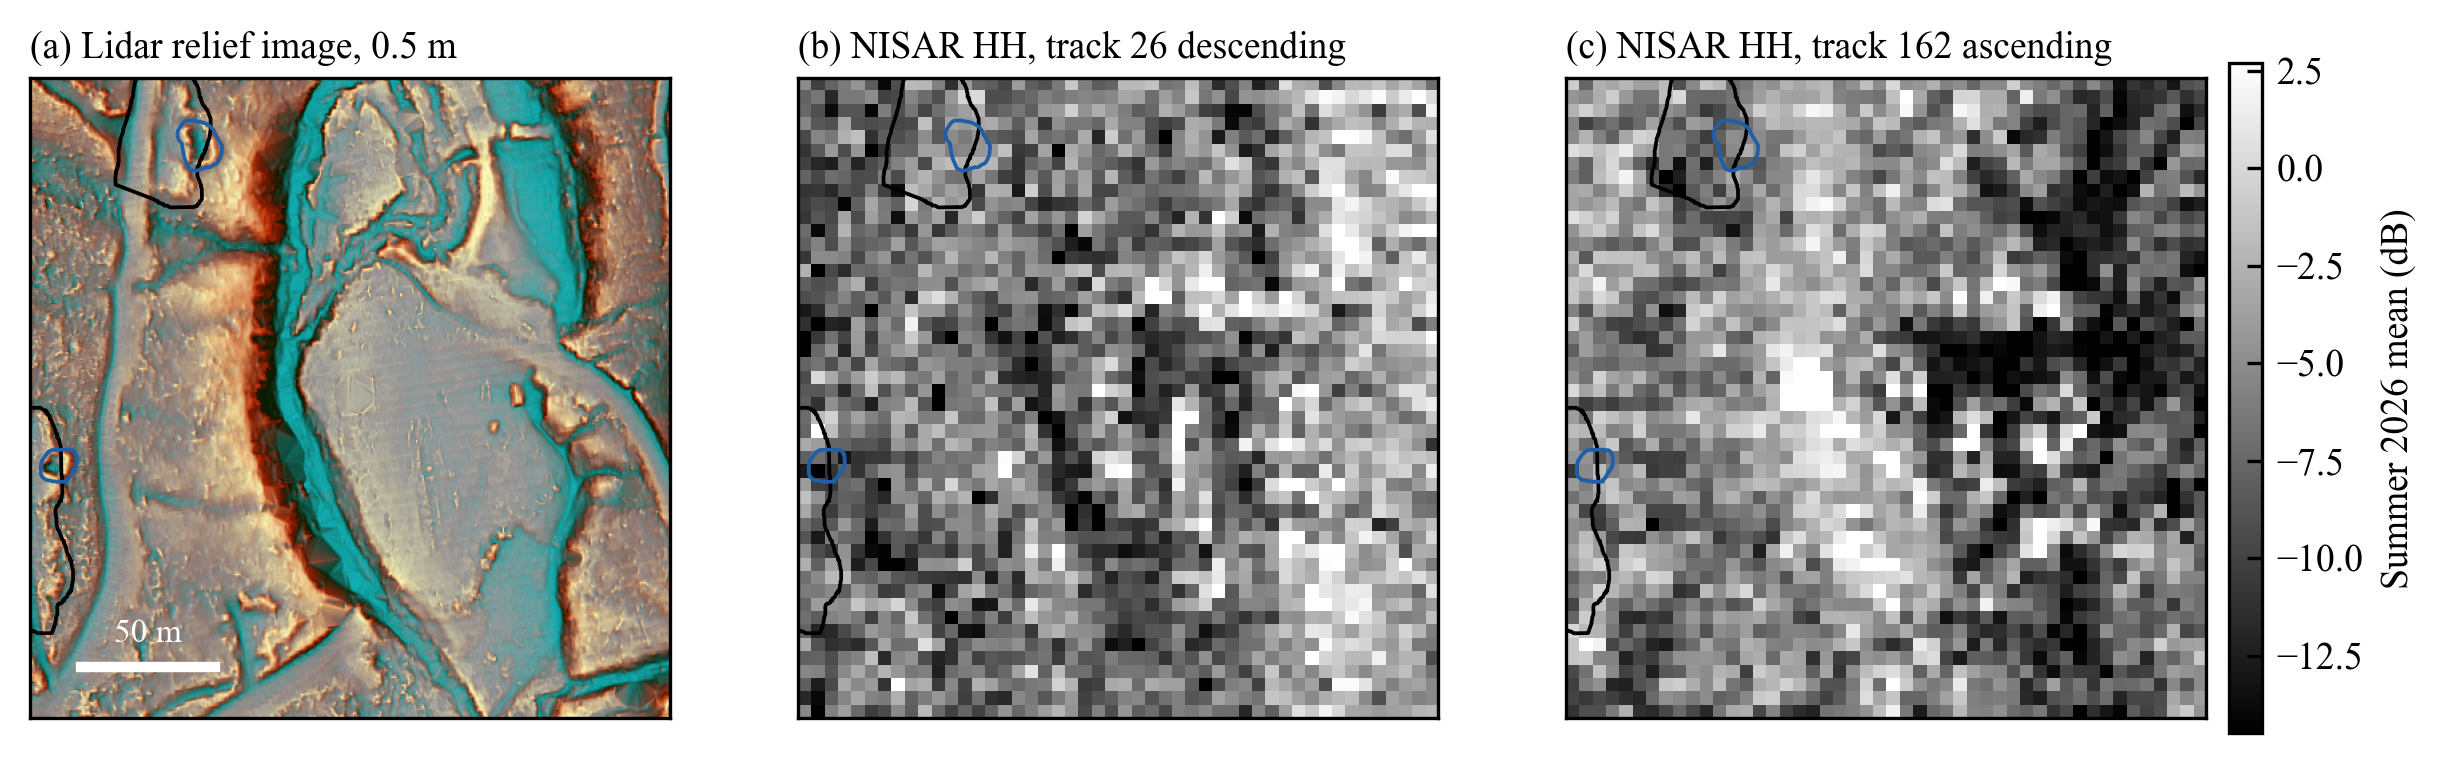 (a) Lidar relief image, 0.5 m
(b) NISAR HH, track 26 descending
(c) NISAR HH, track 162 ascending
50 m
2.5
0.0
−2.5
−5.0
−7.5
−10.0
−12.5
Summer 2026 mean (dB)